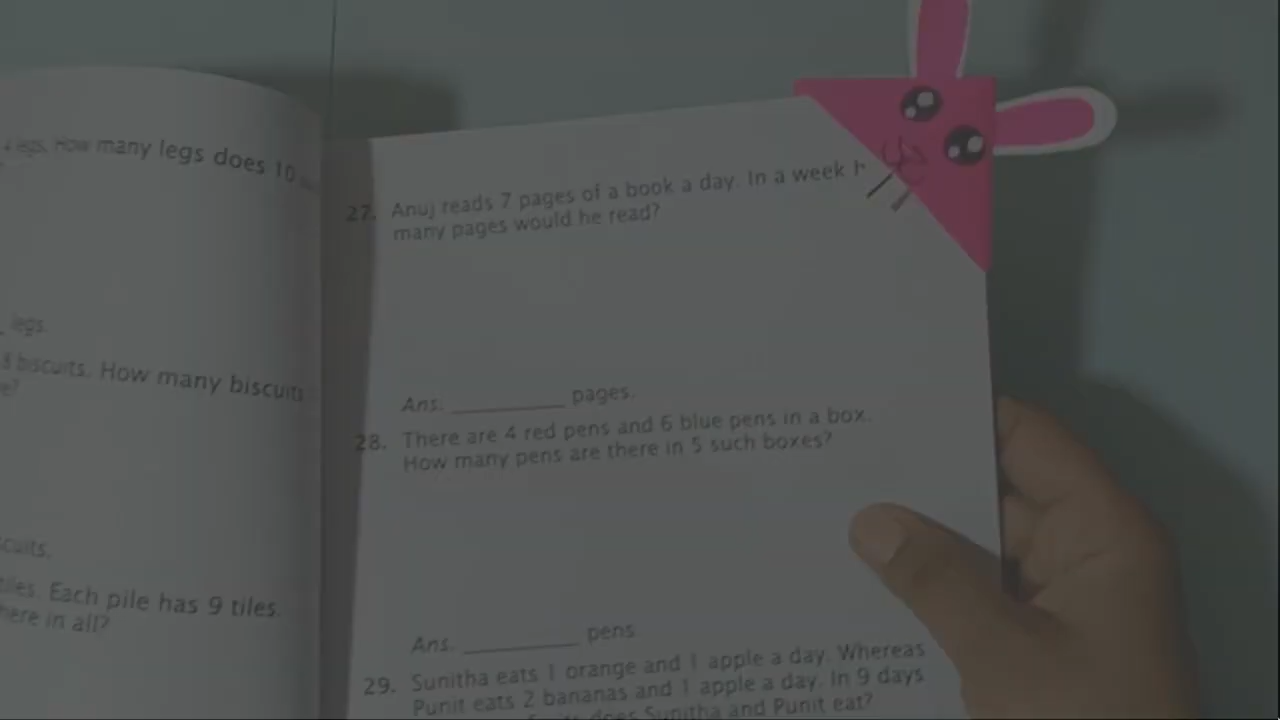 legs. How many legs does 10
legs.
8 biscuits. How many biscuits
tiles. Each pile has 9 tiles.
here in all?
27. Anuj reads 7 pages of a book a day. In a week
many pages would he read?
Ans. __________ pages.
28. There are 4 red pens and 6 blue pens in a box.
How many pens are there in 5 such boxes?
Ans. __________ pens
29. Sunitha eats 1 orange and 1 apple a day. Whereas
Punit eats 2 bananas and 1 apple a day. In 9 days
does Sunitha and Punit eat?